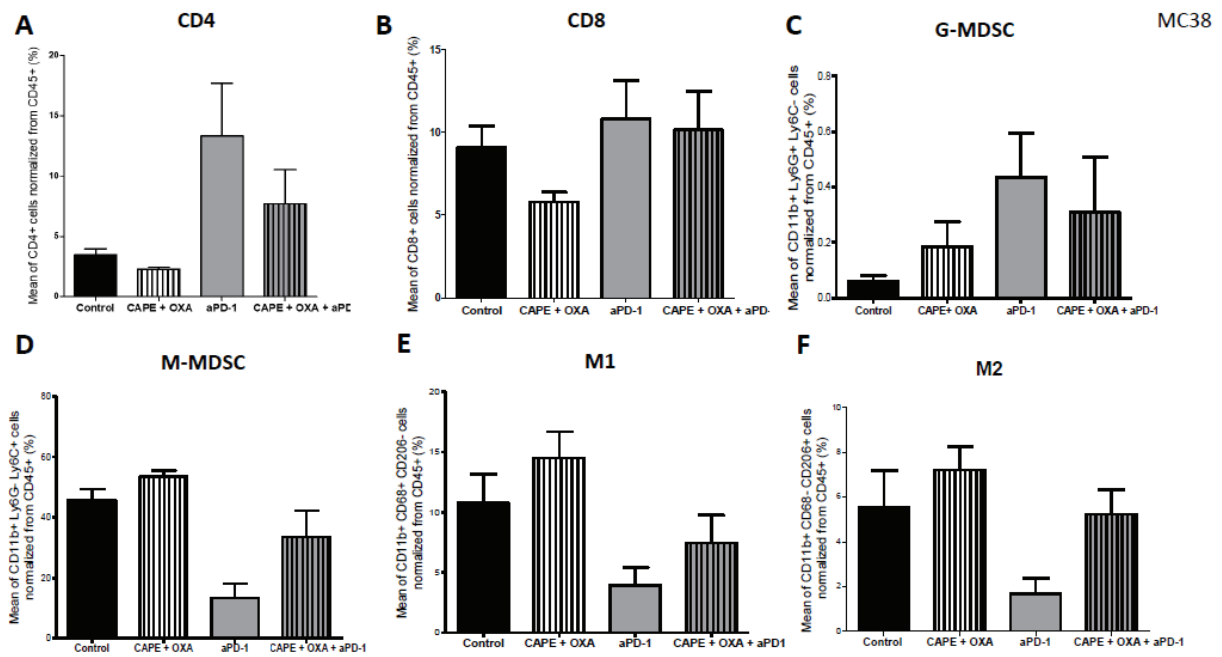 A
CD4
Mean of CD4+ cells normalized from CD45+ (%)
20
15
10
5
0
Control
CAPE + OXA
aPD-1
CAPE + OXA + aPD
B
CD8
Mean of CD8+ cells normalized from CD45+ (%)
15
10
5
0
Control
CAPE + OXA
aPD-1
CAPE + OXA + aPD-
C
G-MDSC
MC38
Mean of CD11b+ Ly6G+ Ly6C- cells
normalized from CD45+ (%)
0.8
0.6
0.4
0.2
0.0
Control
CAPE+ OXA
aPD-1
CAPE + OXA + aPD-1
D
M-MDSC
Mean of CD11b+ Ly6G- Ly6C+ cells
normalized from CD45+ (%)
60
40
20
0
Control
CAPE + OXA
aPD-1
CAPE + OXA + aPD-1
E
M1
Mean of CD11b+ CD68+ CD206- cells
normalized from CD45+ (%)
20
15
10
5
0
Control
CAPE + OXA
aPD-1
CAPE + OXA + aPD1
F
M2
Mean of CD11b+ CD68- CD206+ cells
normalized from CD45+ (%)
8
6
4
2
0
Control
CAPE + OXA
aPD-1
CAPE + OXA + aPD-1